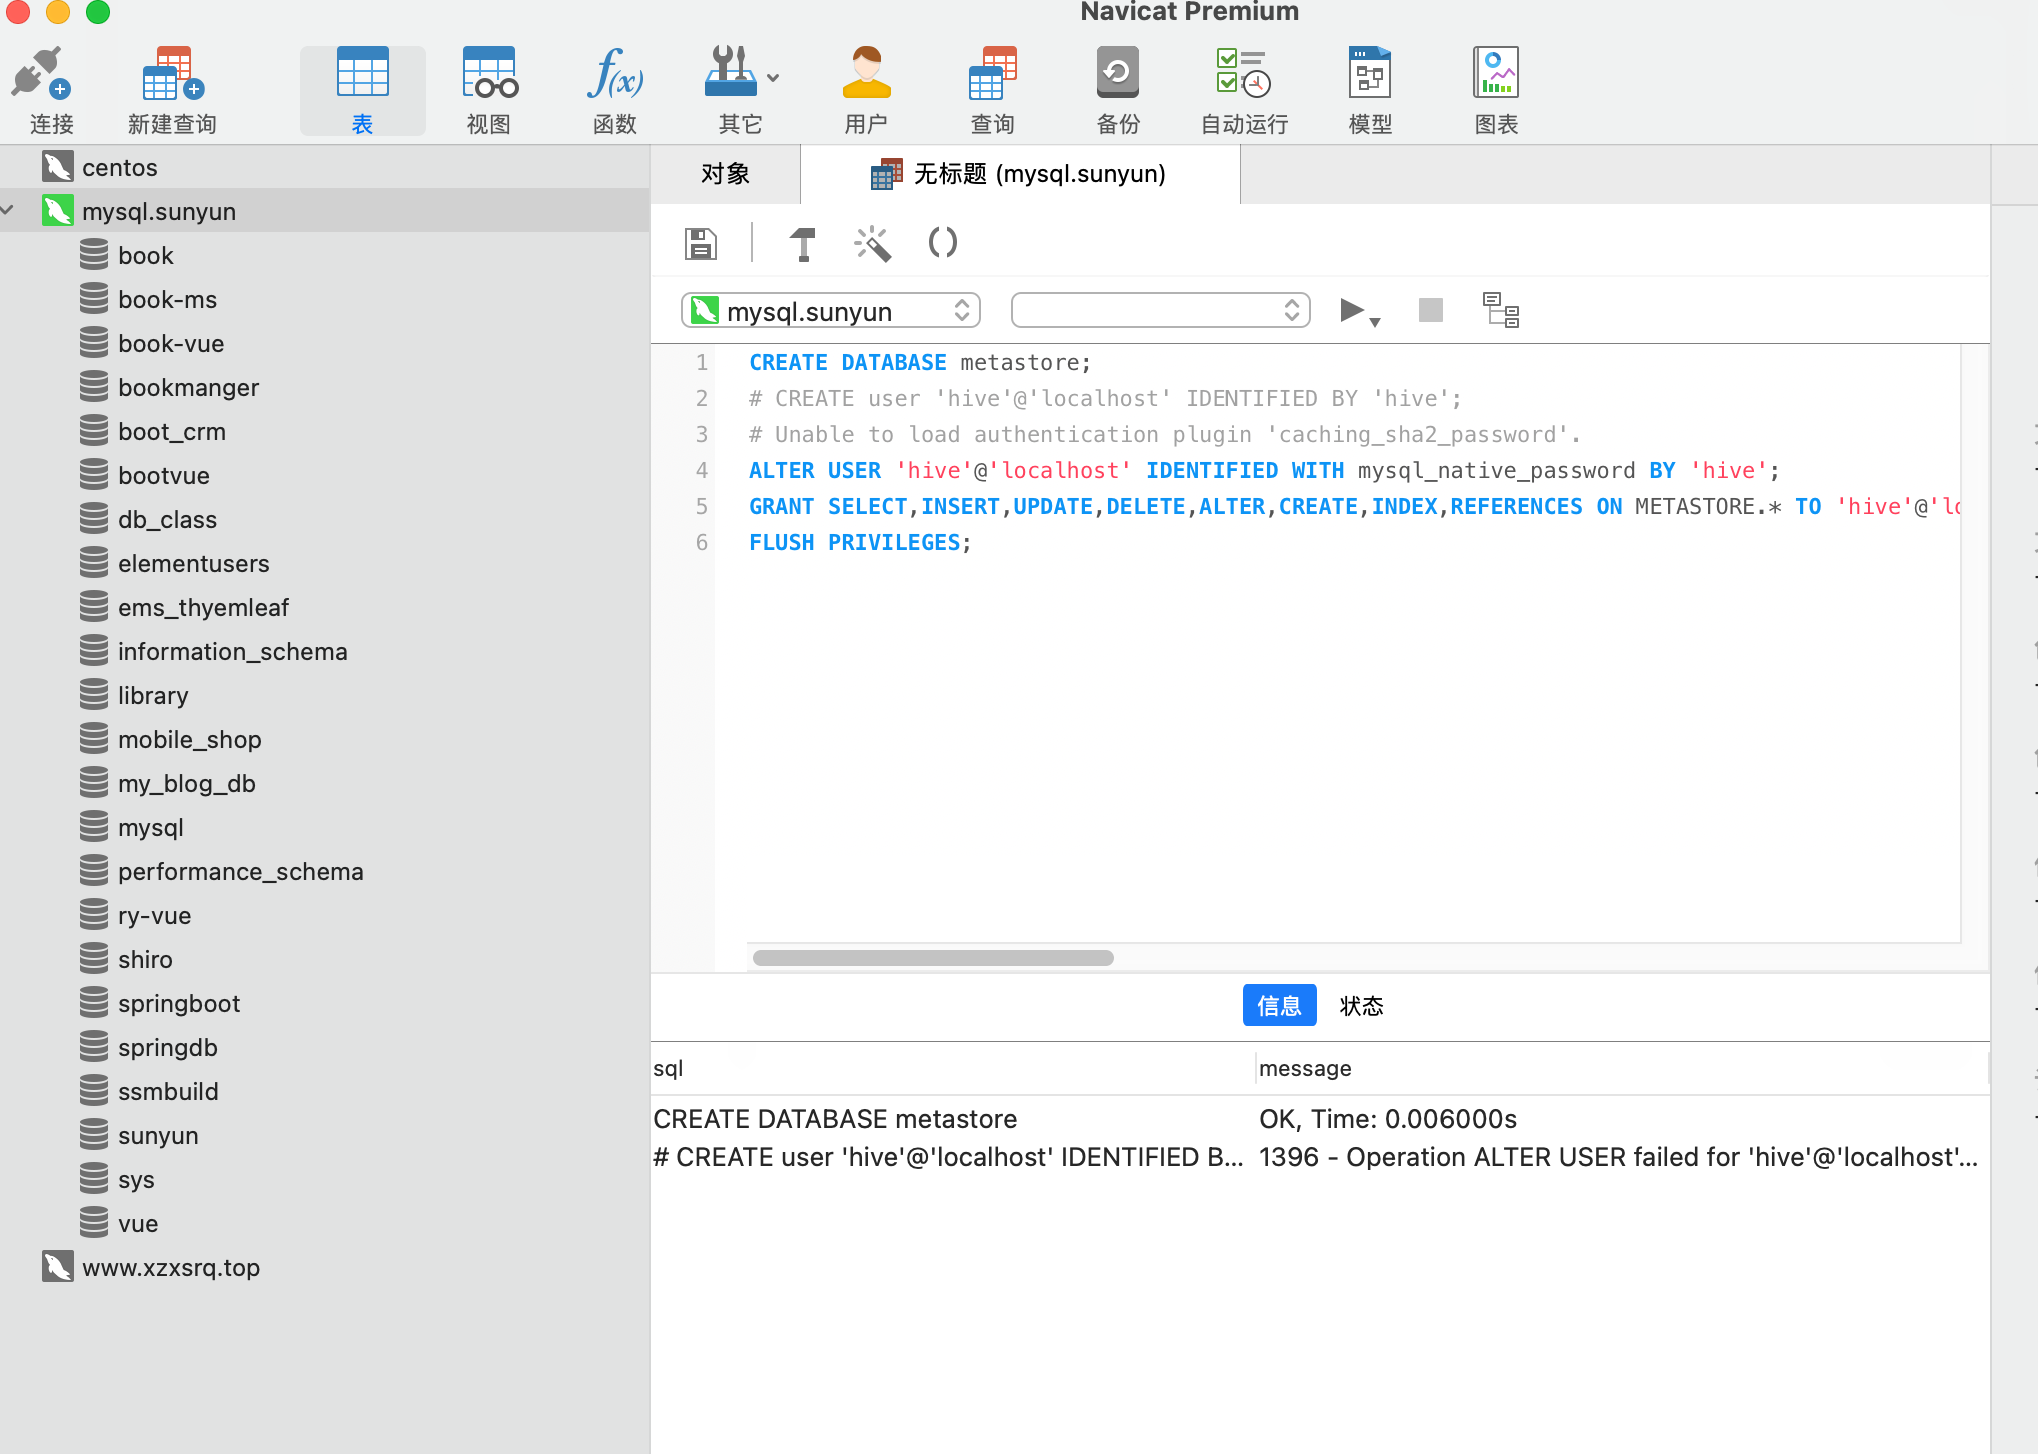 Navicat Premium
连接
新建查询
表
视图
函数
其它
用户
查询
备份
自动运行
模型
图表
centos
mysql.sunyun
book
book-ms
book-vue
bookmanger
boot_crm
bootvue
db_class
elementusers
ems_thyemleaf
information_schema
library
mobile_shop
my_blog_db
mysql
performance_schema
ry-vue
shiro
springboot
springdb
ssmbuild
sunyun
sys
vue
www.xzxsrq.top
对象
无标题 (mysql.sunyun)
mysql.sunyun
1 CREATE DATABASE metastore;
2 # CREATE user 'hive'@'localhost' IDENTIFIED BY 'hive';
3 # Unable to load authentication plugin 'caching_sha2_password'.
4 ALTER USER 'hive'@'localhost' IDENTIFIED WITH mysql_native_password BY 'hive';
5 GRANT SELECT,INSERT,UPDATE,DELETE,ALTER,CREATE,INDEX,REFERENCES ON METASTORE.* TO 'hive'@'lo
6 FLUSH PRIVILEGES;
信息 状态
sql message
CREATE DATABASE metastore OK, Time: 0.006000s
# CREATE user 'hive'@'localhost' IDENTIFIED B... 1396 - Operation ALTER USER failed for 'hive'@'localhost'...